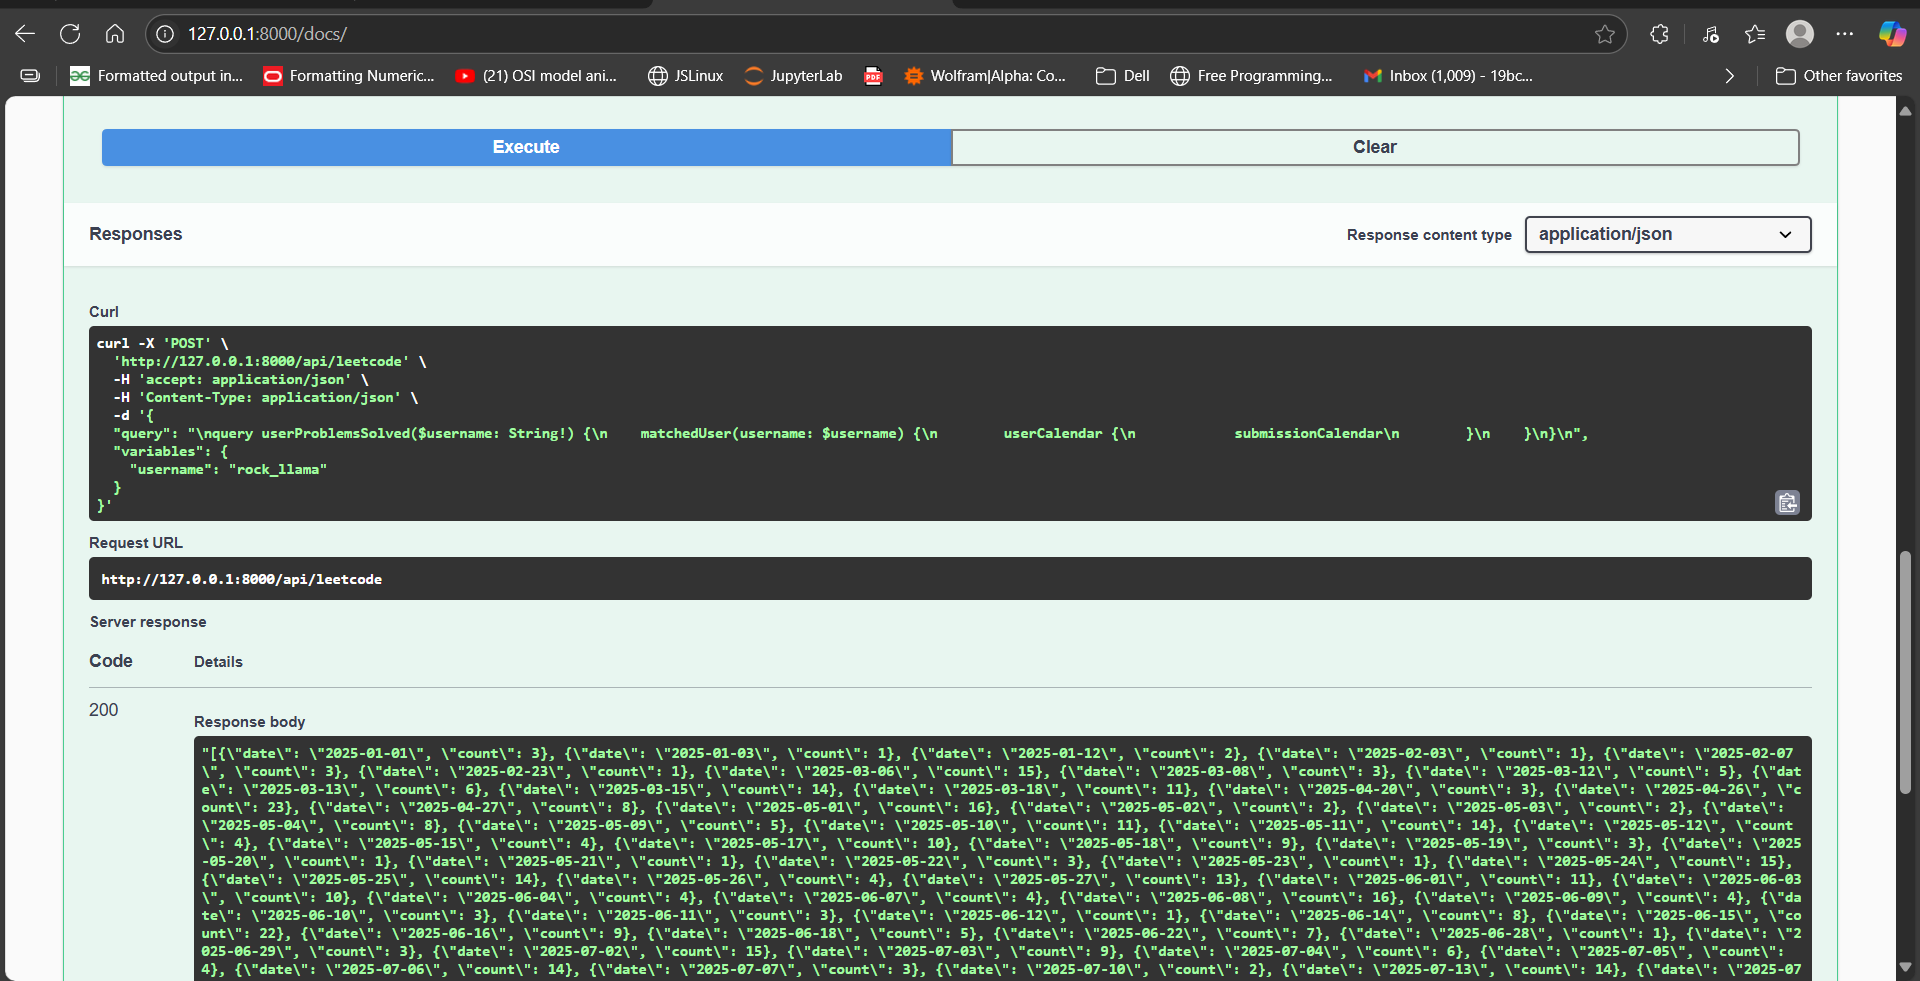 127.0.0.1:8000/docs/
Formatted output in... Formatting Numeric... (21) OSI model ani... JSLinux JupyterLab PDF Wolfram|Alpha: Co... Dell Free Programming... Inbox (1,009) - 19bc... Other favorites
Execute Clear
Responses Response content type application/json
Curl
curl -X 'POST' \
'http://127.0.0.1:8000/api/leetcode' \
-H 'accept: application/json' \
-H 'Content-Type: application/json' \
-d '{
"query": "\nquery userProblemsSolved($username: String!) {\n    matchedUser(username: $username) {\n        userCalendar {\n            submissionCalendar\n        }\n    }\n}\n",
"variables": {
"username": "rock_llama"
}
}'
Request URL
http://127.0.0.1:8000/api/leetcode
Server response
Code Details
200
Response body
"[{\"date\": \"2025-01-01\", \"count\": 3}, {\"date\": \"2025-01-03\", \"count\": 1}, {\"date\": \"2025-01-12\", \"count\": 2}, {\"date\": \"2025-02-03\", \"count\": 1}, {\"date\": \"2025-02-07
\", \"count\": 3}, {\"date\": \"2025-02-23\", \"count\": 1}, {\"date\": \"2025-03-06\", \"count\": 15}, {\"date\": \"2025-03-08\", \"count\": 3}, {\"date\": \"2025-03-12\", \"count\": 5}, {\"dat
e\": \"2025-03-13\", \"count\": 6}, {\"date\": \"2025-03-15\", \"count\": 14}, {\"date\": \"2025-03-18\", \"count\": 11}, {\"date\": \"2025-04-20\", \"count\": 3}, {\"date\": \"2025-04-26\", \"c
ount\": 23}, {\"date\": \"2025-04-27\", \"count\": 8}, {\"date\": \"2025-05-01\", \"count\": 16}, {\"date\": \"2025-05-02\", \"count\": 2}, {\"date\": \"2025-05-03\", \"count\": 2}, {\"date\":
\"2025-05-04\", \"count\": 8}, {\"date\": \"2025-05-09\", \"count\": 5}, {\"date\": \"2025-05-10\", \"count\": 11}, {\"date\": \"2025-05-11\", \"count\": 14}, {\"date\": \"2025-05-12\", \"count
\": 4}, {\"date\": \"2025-05-15\", \"count\": 4}, {\"date\": \"2025-05-17\", \"count\": 10}, {\"date\": \"2025-05-18\", \"count\": 9}, {\"date\": \"2025-05-19\", \"count\": 3}, {\"date\": \"2025
-05-20\", \"count\": 1}, {\"date\": \"2025-05-21\", \"count\": 1}, {\"date\": \"2025-05-22\", \"count\": 3}, {\"date\": \"2025-05-23\", \"count\": 1}, {\"date\": \"2025-05-24\", \"count\": 15},
{\"date\": \"2025-05-25\", \"count\": 14}, {\"date\": \"2025-05-26\", \"count\": 4}, {\"date\": \"2025-05-27\", \"count\": 13}, {\"date\": \"2025-06-01\", \"count\": 11}, {\"date\": \"2025-06-03
\", \"count\": 10}, {\"date\": \"2025-06-04\", \"count\": 4}, {\"date\": \"2025-06-07\", \"count\": 4}, {\"date\": \"2025-06-08\", \"count\": 16}, {\"date\": \"2025-06-09\", \"count\": 4}, {\"da
te\": \"2025-06-10\", \"count\": 3}, {\"date\": \"2025-06-11\", \"count\": 3}, {\"date\": \"2025-06-12\", \"count\": 1}, {\"date\": \"2025-06-14\", \"count\": 8}, {\"date\": \"2025-06-15\", \"co
unt\": 22}, {\"date\": \"2025-06-16\", \"count\": 9}, {\"date\": \"2025-06-18\", \"count\": 5}, {\"date\": \"2025-06-22\", \"count\": 7}, {\"date\": \"2025-06-28\", \"count\": 1}, {\"date\": \"2
025-06-29\", \"count\": 3}, {\"date\": \"2025-07-02\", \"count\": 15}, {\"date\": \"2025-07-03\", \"count\": 9}, {\"date\": \"2025-07-04\", \"count\": 6}, {\"date\": \"2025-07-05\", \"count\":
4}, {\"date\": \"2025-07-06\", \"count\": 14}, {\"date\": \"2025-07-07\", \"count\": 3}, {\"date\": \"2025-07-10\", \"count\": 2}, {\"date\": \"2025-07-13\", \"count\": 14}, {\"date\": \"2025-07